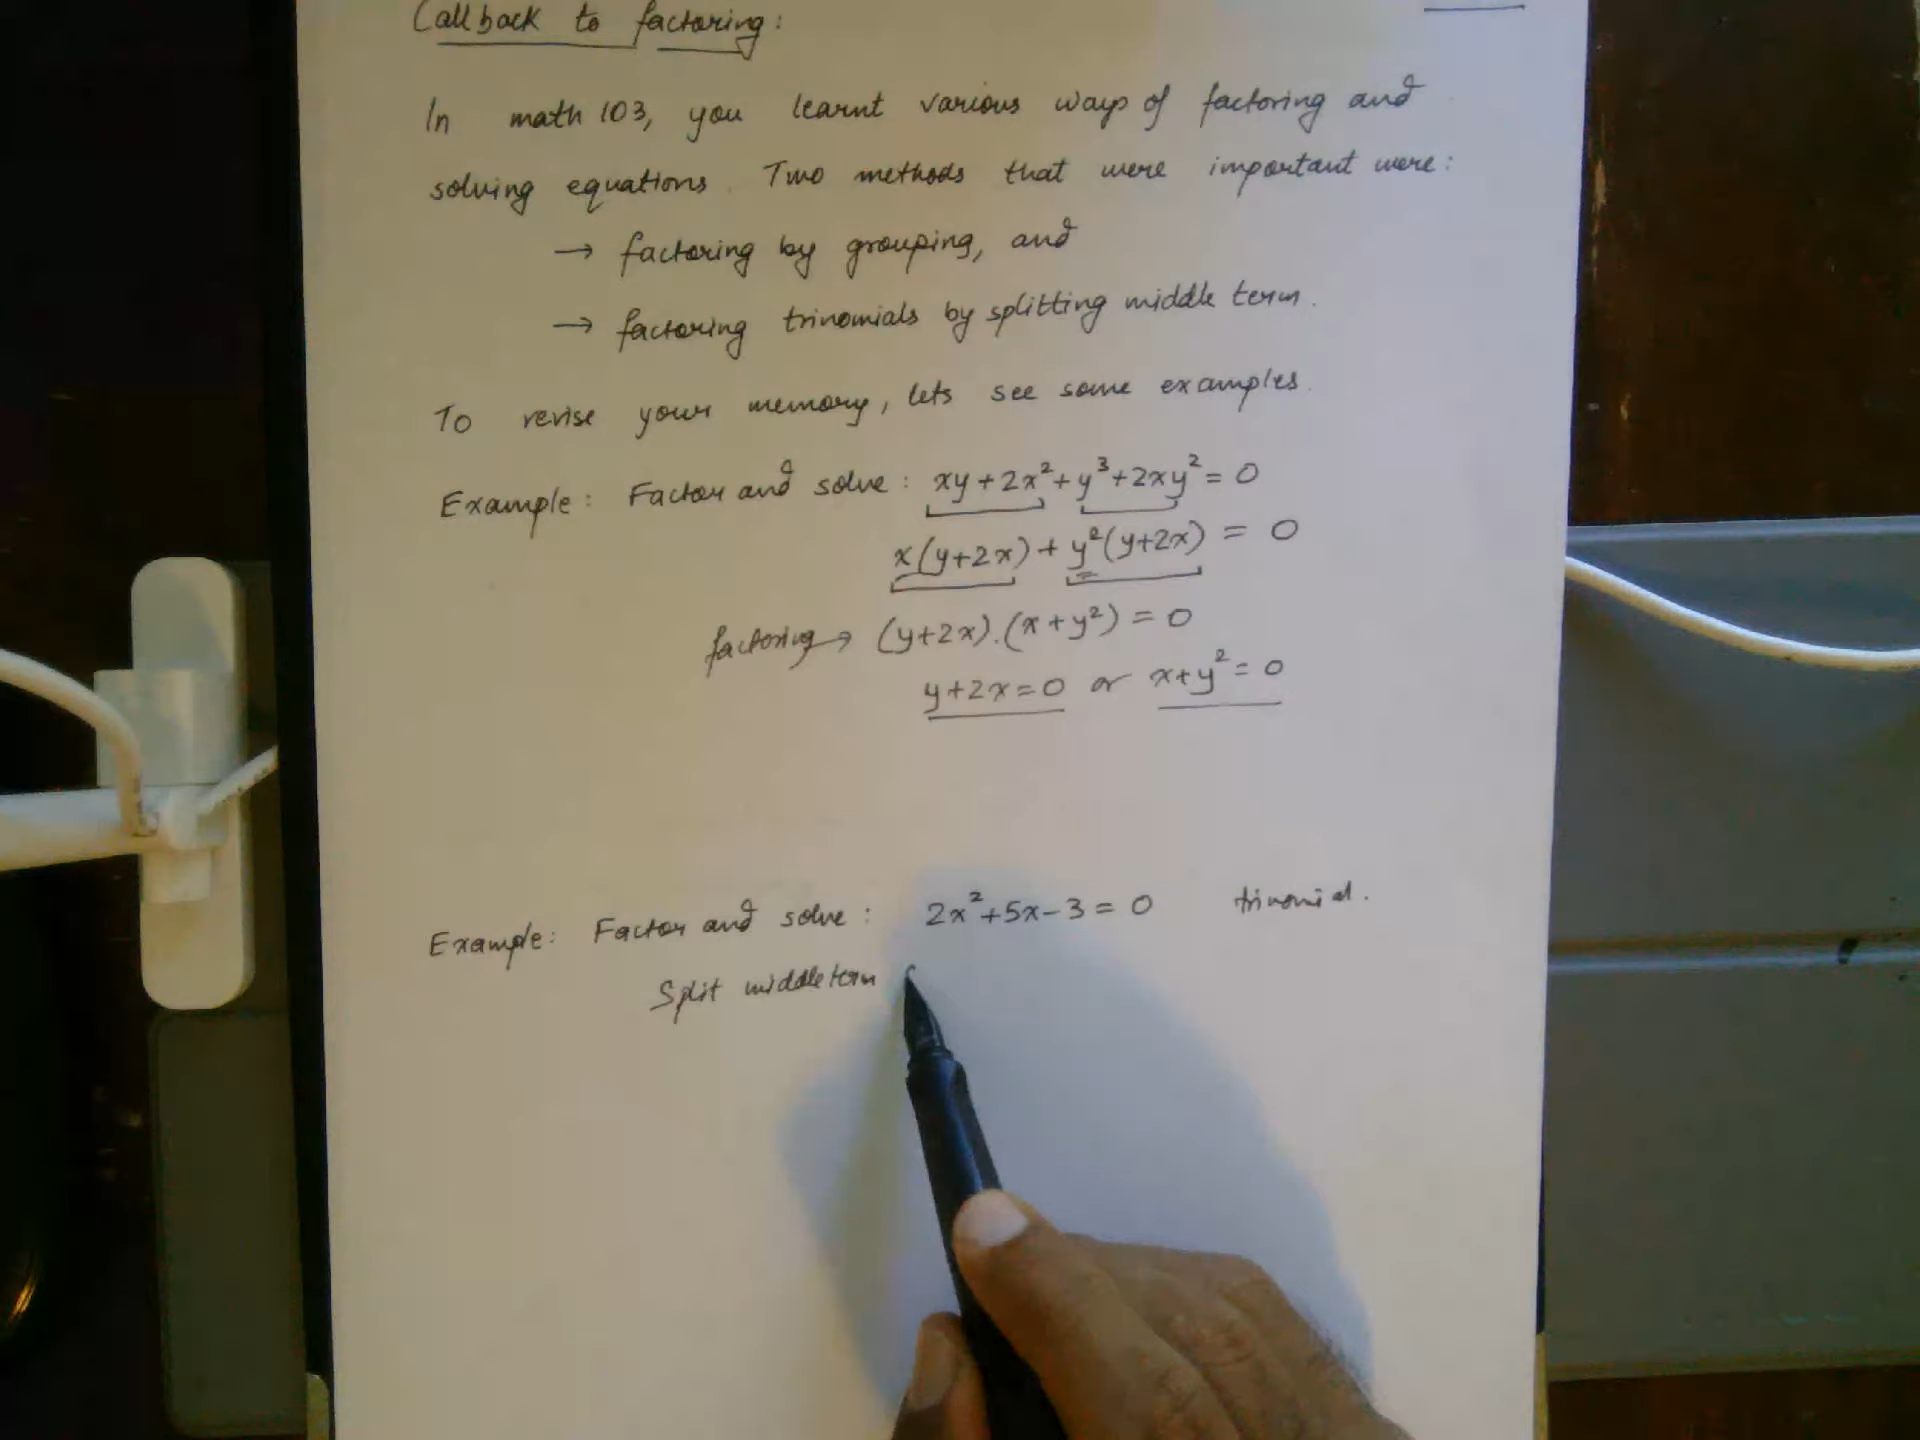 Callback to factoring:
In math 103, you learnt various ways of factoring and
solving equations. Two methods that were important were:
→ factoring by grouping, and
→ factoring trinomials by splitting middle term.
To revise your memory, lets see some examples.
Example: Factor and solve: xy+2x²+y³+2xy²=0
x(y+2x)+y²(y+2x) = 0
factoring→ (y+2x).(x+y²)=0
y+2x=0 or x+y²=0
Example: Factor and solve: 2x²+5x-3=0 trinomial.
Split middle term